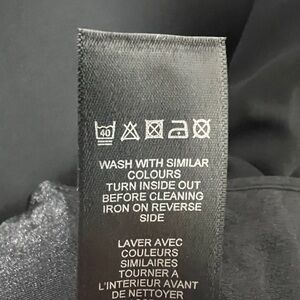 40
WASH WITH SIMILAR
COLOURS
TURN INSIDE OUT
BEFORE CLEANING
IRON ON REVERSE
SIDE
LAVER AVEC
COULEURS
SIMILAIRES
TOURNER A
L'INTERIEUR AVANT
DE NETTOYER